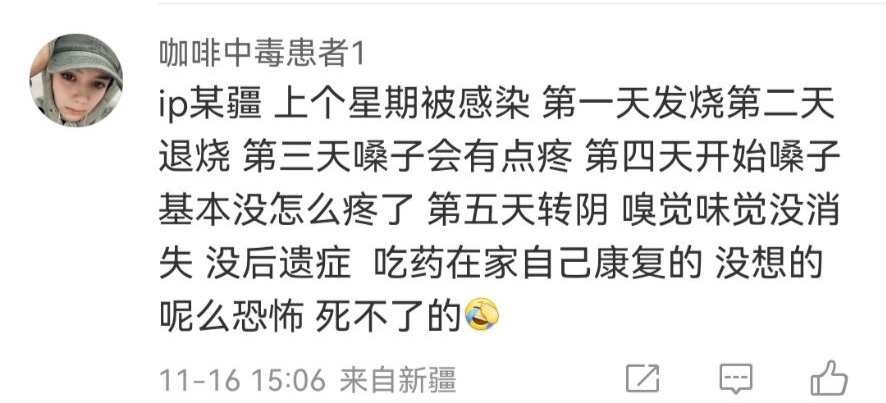 咖啡中毒患者1
ip某疆 上个星期被感染 第一天发烧第二天
退烧 第三天嗓子会有点疼 第四天开始嗓子
基本没怎么疼了 第五天转阴 嗅觉味觉没消
失 没后遗症 吃药在家自己康复的 没想的
呢么恐怖 死不了的🤣
11-16 15:06 来自新疆